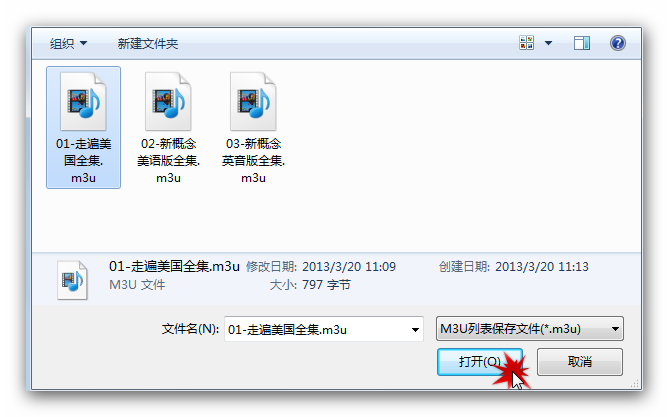 组织 新建文件夹
01-走遍美
国全集.
m3u
02-新概念
美语版全集.
m3u
03-新概念
英音版全集.
m3u
01-走遍美国全集.m3u 修改日期: 2013/3/20 11:09 创建日期: 2013/3/20 11:13
M3U 文件 大小: 797 字节
文件名(N): 01-走遍美国全集.m3u M3U列表保存文件(*.m3u)
打开(O) 取消